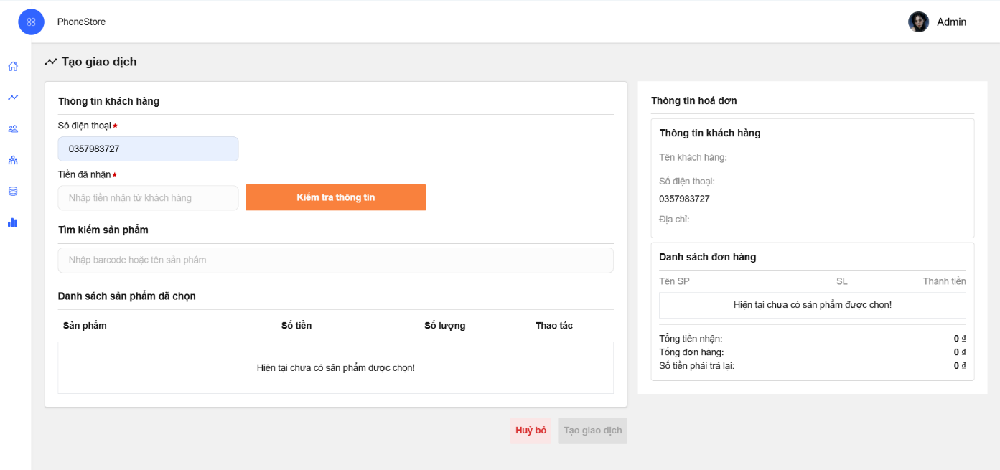 PhoneStore
Admin
Tạo giao dịch
Thông tin khách hàng
Số điện thoại
0357983727
Tiền đã nhận
Nhập tiền nhận từ khách hàng
Kiểm tra thông tin
Tìm kiếm sản phẩm
Nhập barcode hoặc tên sản phẩm
Danh sách sản phẩm đã chọn
Sản phẩm Số tiền Số lượng Thao tác
Hiện tại chưa có sản phẩm được chọn!
Huỷ bỏ Tạo giao dịch
Thông tin hoá đơn
Thông tin khách hàng
Tên khách hàng:
Số điện thoại:
0357983727
Địa chỉ:
Danh sách đơn hàng
Tên SP SL Thành tiền
Hiện tại chưa có sản phẩm được chọn!
Tổng tiền nhận: 0 ₫
Tổng đơn hàng: 0 ₫
Số tiền phải trả lại: 0 ₫